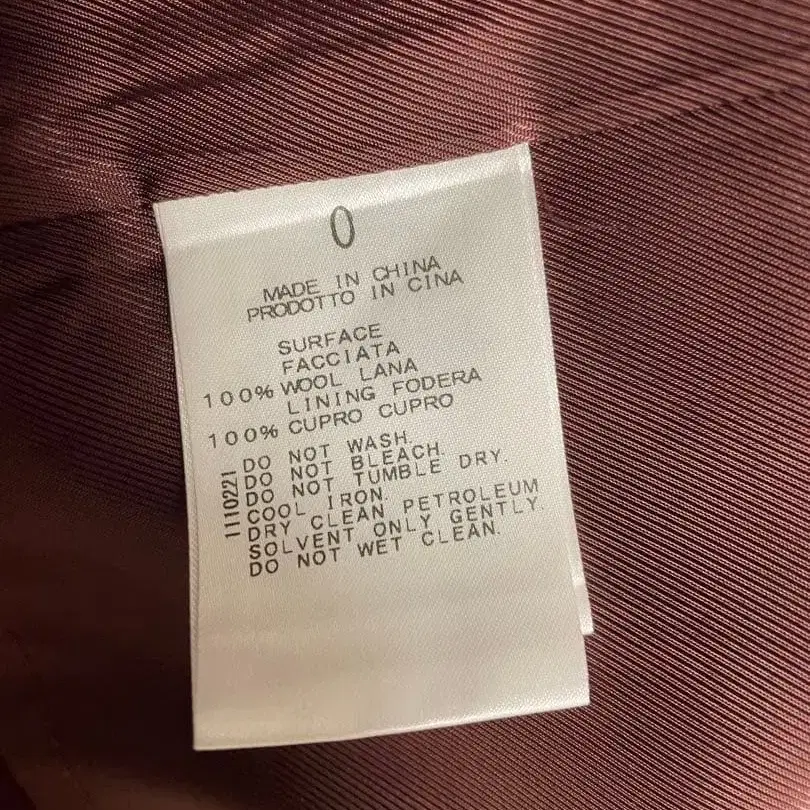 0
MADE IN CHINA
PRODOTTO IN CINA
SURFACE
FACCIATA
100% WOOL LANA
LINING FODERA
100% CUPRO CUPRO
DO NOT WASH.
DO NOT BLEACH.
DO NOT TUMBLE DRY.
COOL IRON.
DRY CLEAN PETROLEUM
SOLVENT ONLY GENTLY.
DO NOT WET CLEAN.
1110221